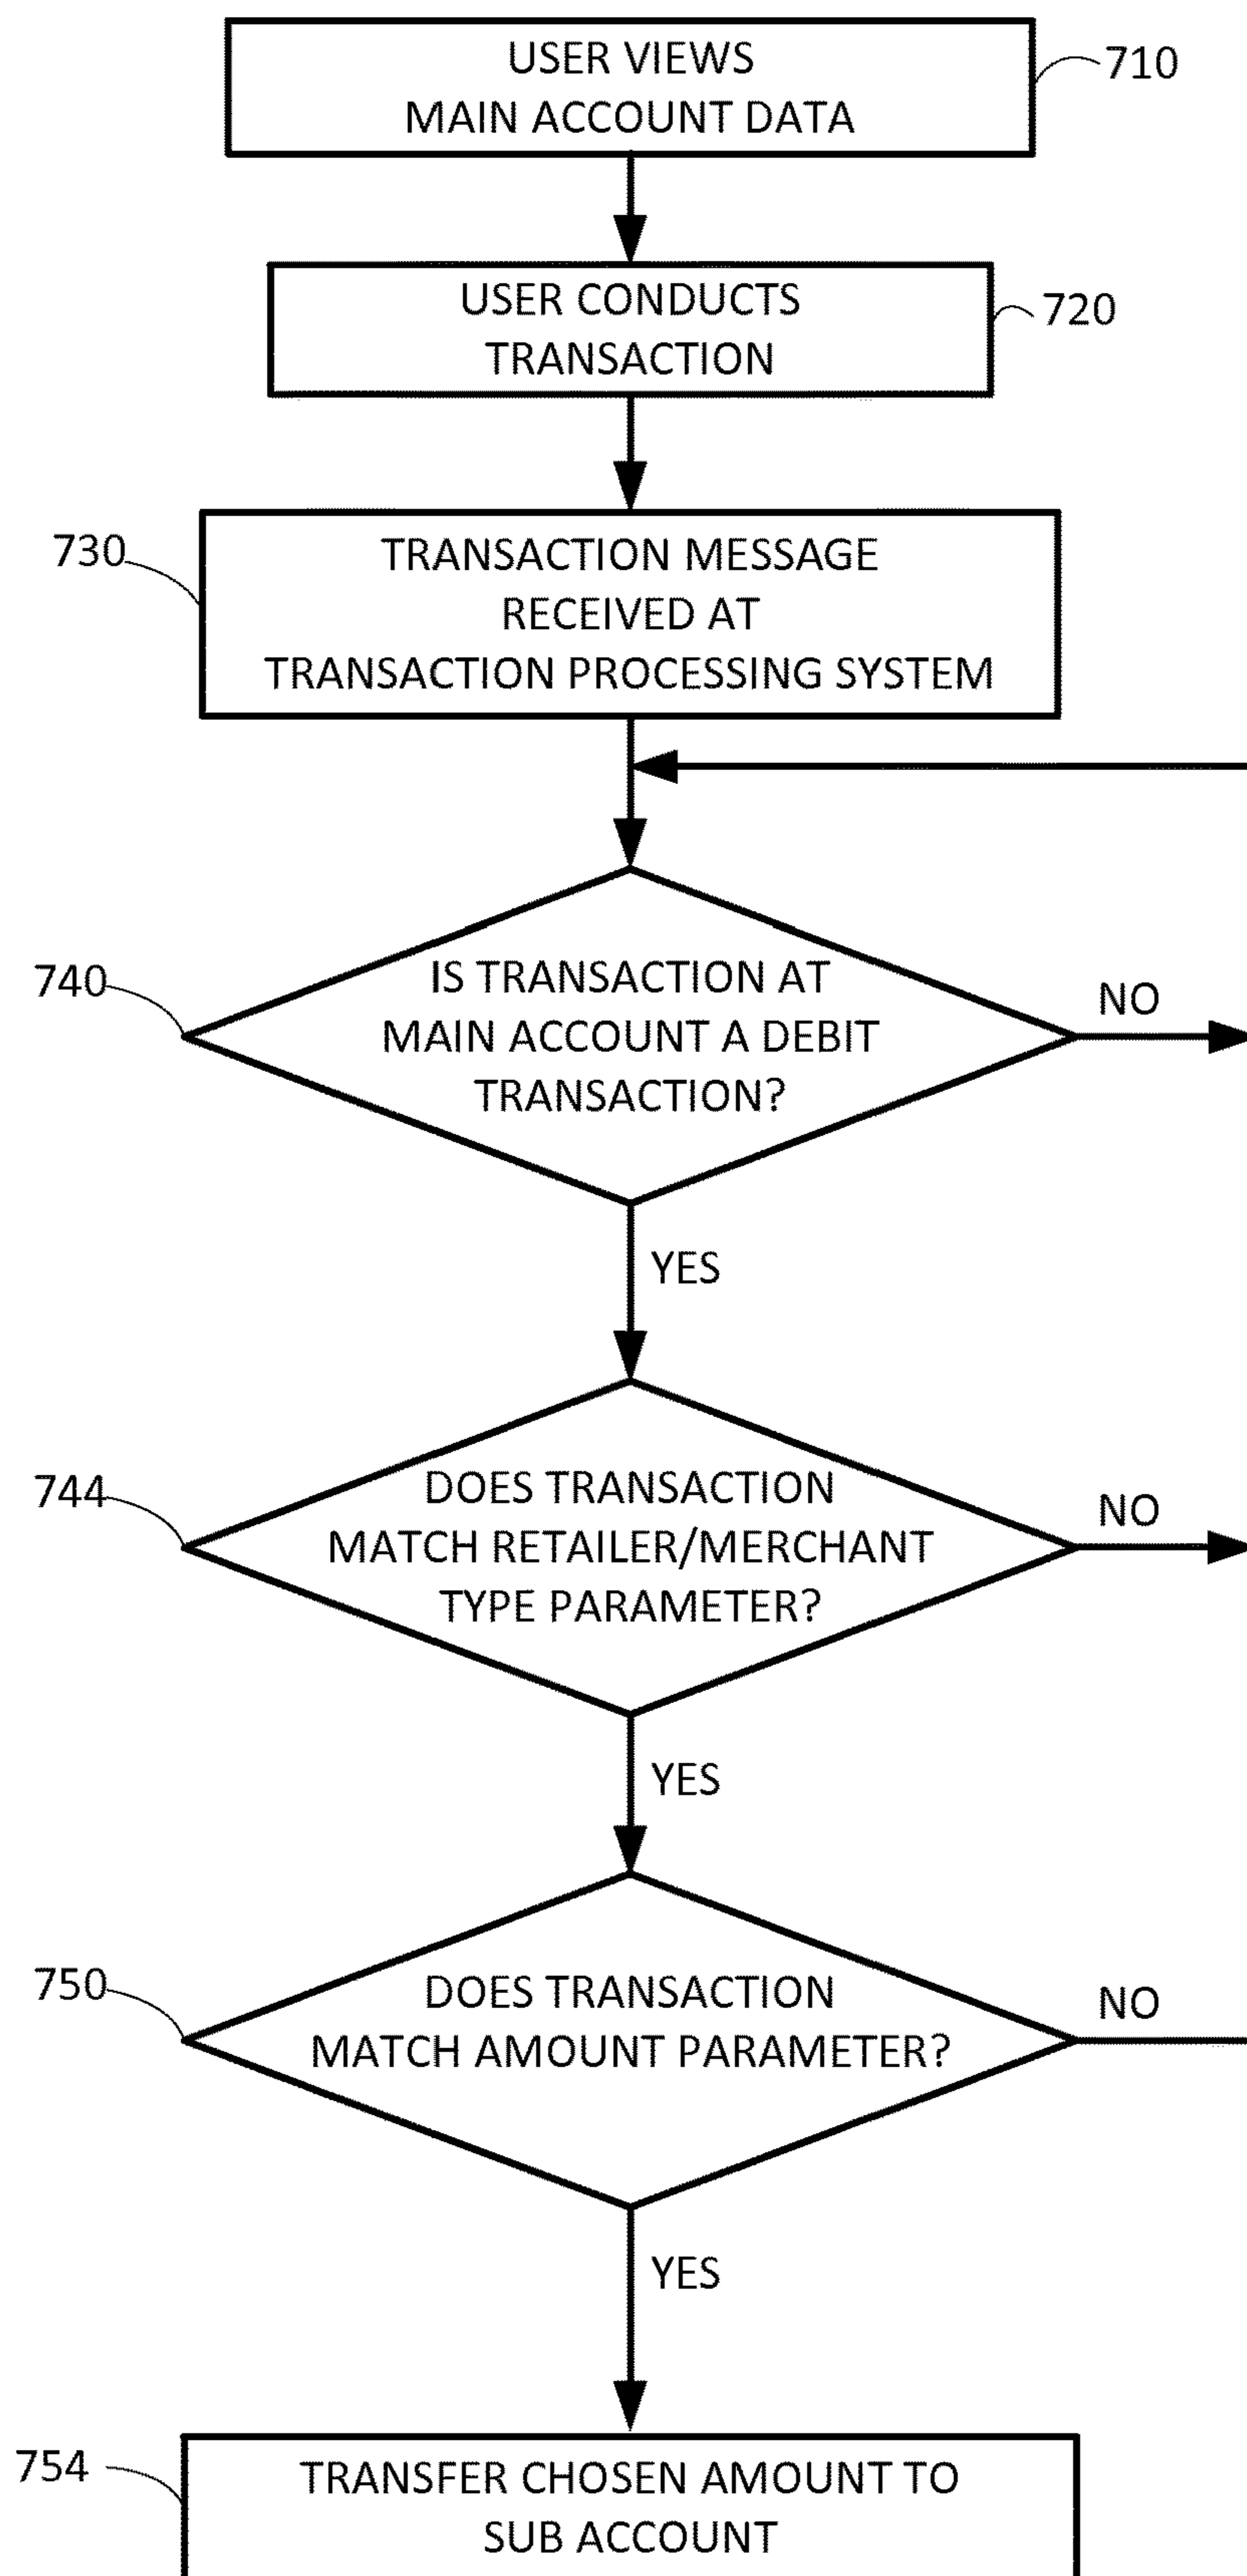 USER VIEWS
MAIN ACCOUNT DATA
710
USER CONDUCTS
TRANSACTION
720
730
TRANSACTION MESSAGE
RECEIVED AT
TRANSACTION PROCESSING SYSTEM
740
IS TRANSACTION AT
MAIN ACCOUNT A DEBIT
TRANSACTION?
NO
YES
744
DOES TRANSACTION
MATCH RETAILER/MERCHANT
TYPE PARAMETER?
NO
YES
750
DOES TRANSACTION
MATCH AMOUNT PARAMETER?
NO
YES
754
TRANSFER CHOSEN AMOUNT TO
SUB ACCOUNT